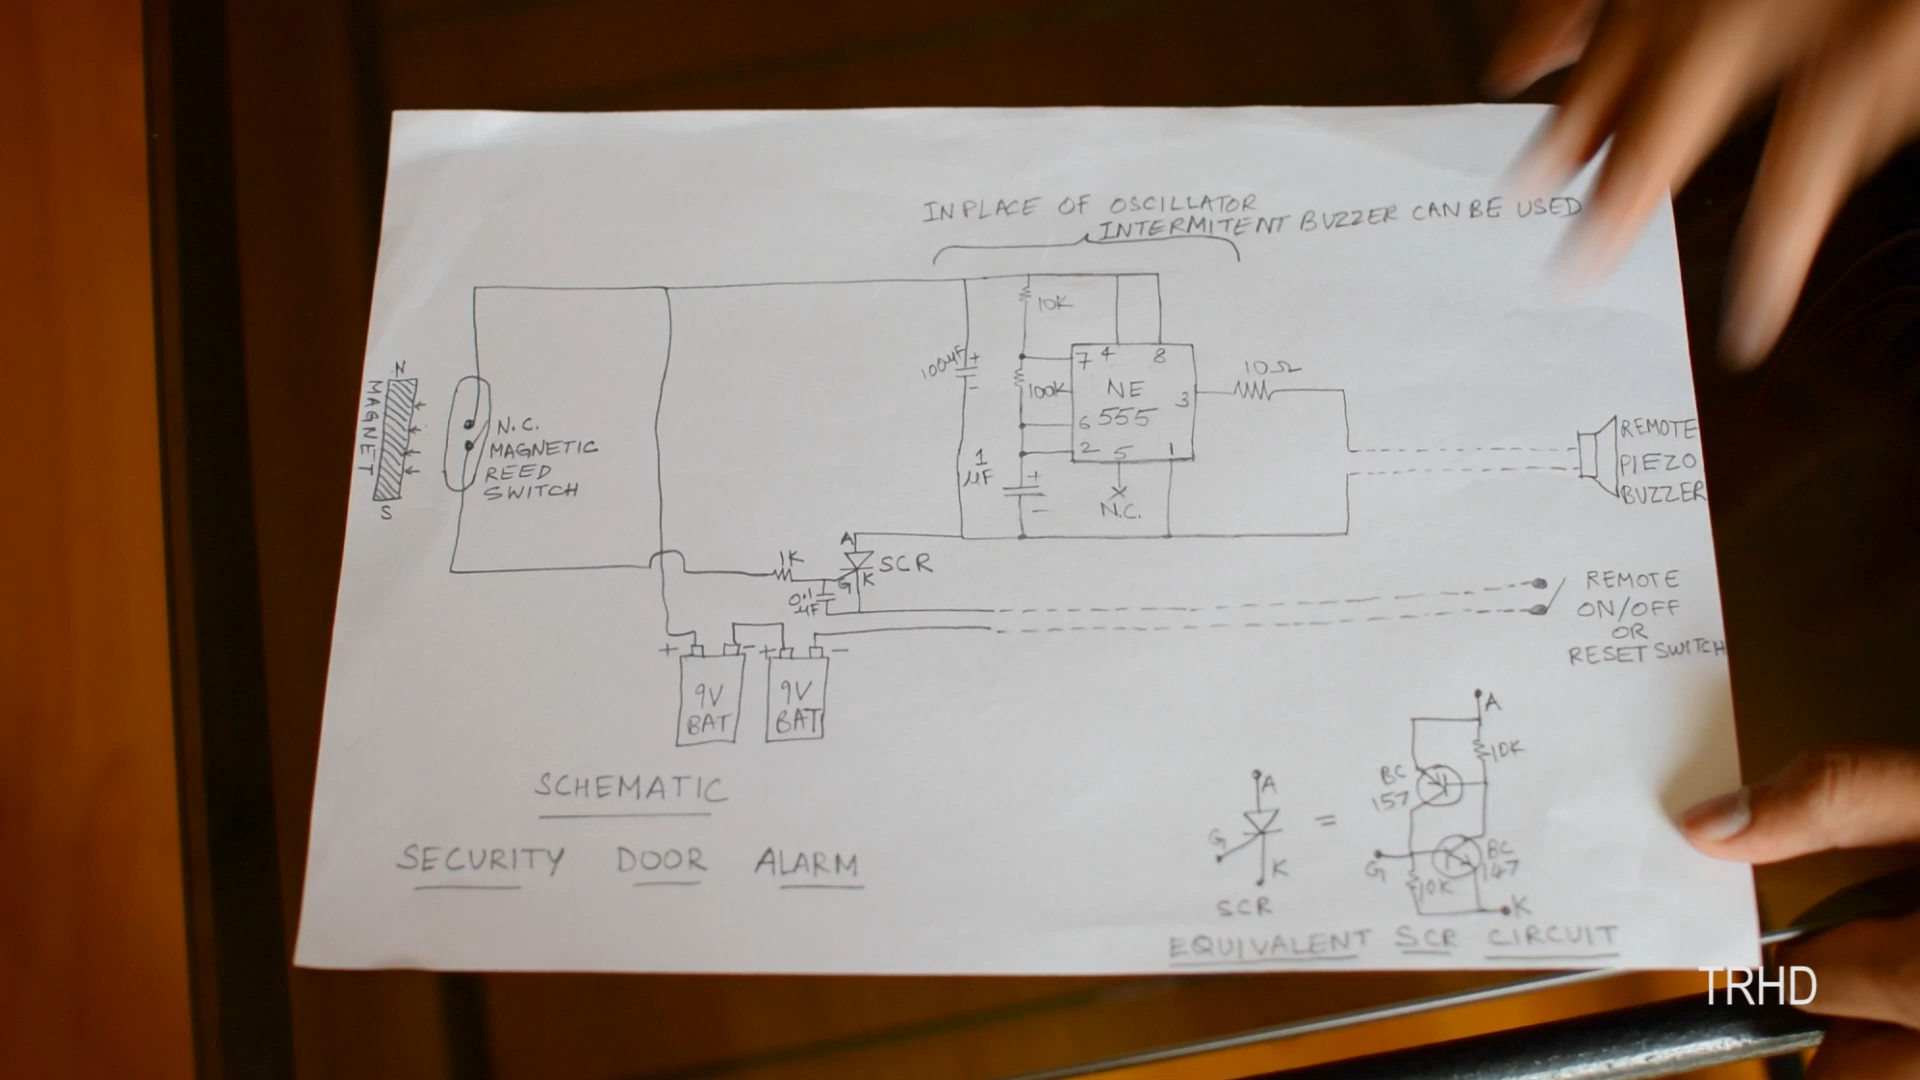 IN PLACE OF OSCILLATOR
INTERMITENT BUZZER CAN BE USED
10K
100µF
+
-
7 4 8
100K
NE
555
3
6
2 5 1
10Ω
N
MAGNET
S
N.C.
MAGNETIC
REED
SWITCH
1
µF
+
-
N.C.
REMOTE
PIEZO
BUZZER
A
1K
SCR
G K
0.1
µF
REMOTE
ON/OFF
OR
RESET SWITCH
+ - + -
9V
BAT
9V
BAT
SCHEMATIC
SECURITY DOOR ALARM
A
G
K
SCR
=
A
10K
BC
157
BC
147
G
10K
K
EQUIVALENT SCR CIRCUIT
TRHD